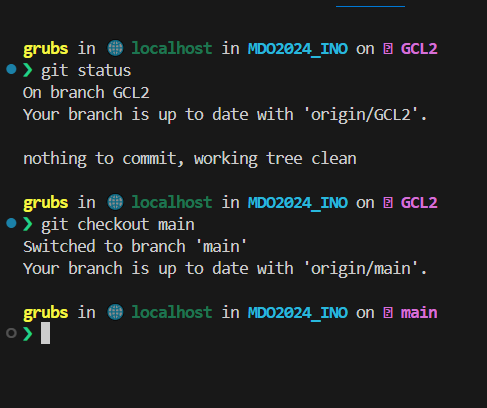 grubs in 🌐 localhost in MDO2024_INO on GCL2
❯ git status
On branch GCL2
Your branch is up to date with 'origin/GCL2'.
nothing to commit, working tree clean
grubs in 🌐 localhost in MDO2024_INO on GCL2
❯ git checkout main
Switched to branch 'main'
Your branch is up to date with 'origin/main'.
grubs in 🌐 localhost in MDO2024_INO on main
❯